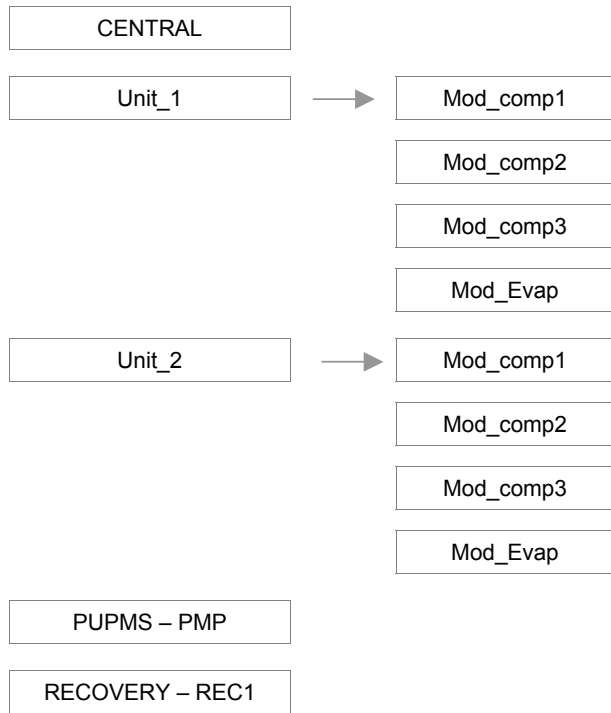 CENTRAL
Unit_1
Mod_comp1
Mod_comp2
Mod_comp3
Mod_Evap
Unit_2
Mod_comp1
Mod_comp2
Mod_comp3
Mod_Evap
PUPMS – PMP
RECOVERY – REC1